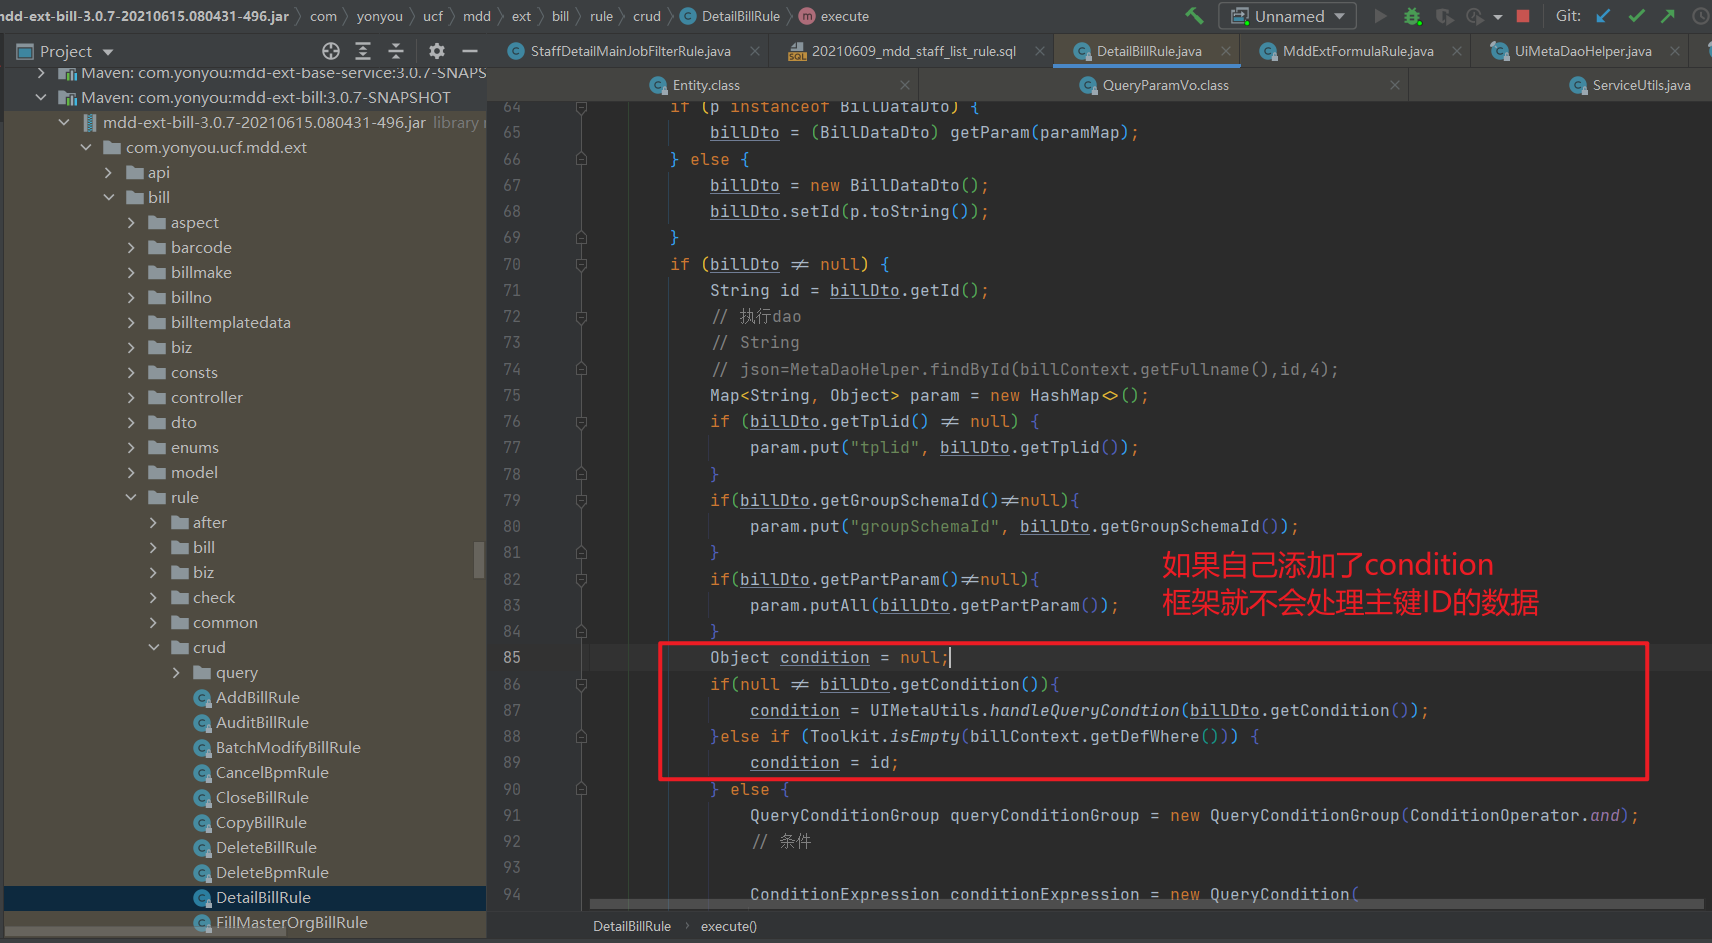 mdd-ext-bill-3.0.7-20210615.080431-496.jar
com
yonyou
ucf
mdd
ext
bill
rule
crud
DetailBillRule
execute
Unnamed
Git:
Project
StaffDetailMainJobFilterRule.java
20210609_mdd_staff_list_rule.sql
DetailBillRule.java
MddExtFormulaRule.java
UiMetaDaoHelper.java
Entity.class
QueryParamVo.class
ServiceUtils.java
Maven: com.yonyou:mdd-ext-base-service:3.0.7-SNAPS
Maven: com.yonyou:mdd-ext-bill:3.0.7-SNAPSHOT
mdd-ext-bill-3.0.7-20210615.080431-496.jar library r
com.yonyou.ucf.mdd.ext
api
bill
aspect
barcode
billmake
billno
billtemplatedata
biz
consts
controller
dto
enums
model
rule
after
bill
biz
check
common
crud
query
AddBillRule
AuditBillRule
BatchModifyBillRule
CancelBpmRule
CloseBillRule
CopyBillRule
DeleteBillRule
DeleteBpmRule
DetailBillRule
FillMasterOrgBillRule
64 if (p instanceof BillDataDto) {
65 billDto = (BillDataDto) getParam(paramMap);
66 } else {
67 billDto = new BillDataDto();
68 billDto.setId(p.toString());
69 }
70 if (billDto ≠ null) {
71 String id = billDto.getId();
72 // 执行dao
73 // String
74 // json=MetaDaoHelper.findById(billContext.getFullname(),id,4);
75 Map<String, Object> param = new HashMap<>();
76 if (billDto.getTplid() ≠ null) {
77 param.put("tplid", billDto.getTplid());
78 }
79 if(billDto.getGroupSchemaId()≠null){
80 param.put("groupSchemaId", billDto.getGroupSchemaId());
81 }
82 if(billDto.getPartParam()≠null){
83 param.putAll(billDto.getPartParam());
84 }
如果自己添加了condition
框架就不会处理主键ID的数据
85 Object condition = null;
86 if(null ≠ billDto.getCondition()){
87 condition = UIMetaUtils.handleQueryCondtion(billDto.getCondition());
88 }else if (Toolkit.isEmpty(billContext.getDefWhere())) {
89 condition = id;
90 } else {
91 QueryConditionGroup queryConditionGroup = new QueryConditionGroup(ConditionOperator.and);
92 // 条件
93
94 ConditionExpression conditionExpression = new QueryCondition(
DetailBillRule
execute()